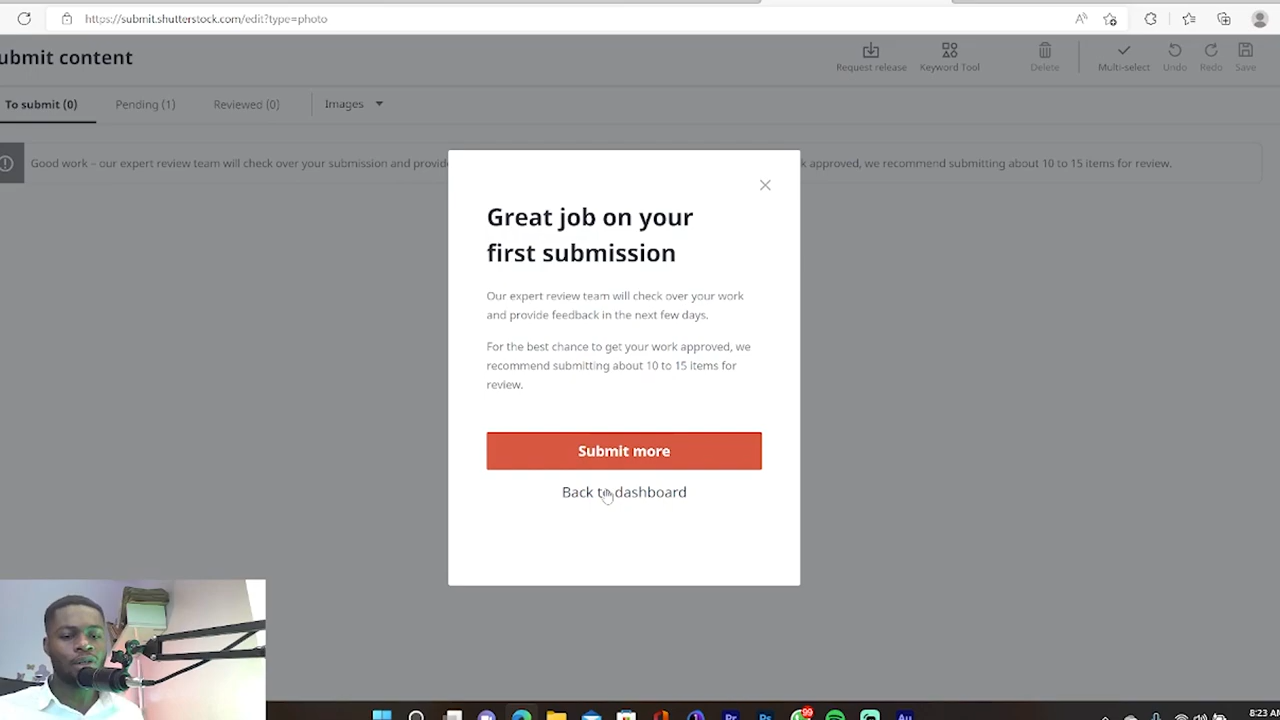 https://submit.shutterstock.com/edit?type=photo
ubmit content
Request release
Keyword Tool
Delete
Multi-select
Undo
Redo
Save
To submit (0)
Pending (1)
Reviewed (0)
Images
Good work – our expert review team will check over your submission and provide
approved, we recommend submitting about 10 to 15 items for review.
Great job on your
first submission
Our expert review team will check over your work
and provide feedback in the next few days.
For the best chance to get your work approved, we
recommend submitting about 10 to 15 items for
review.
Submit more
Back to dashboard
99
8:23 AM